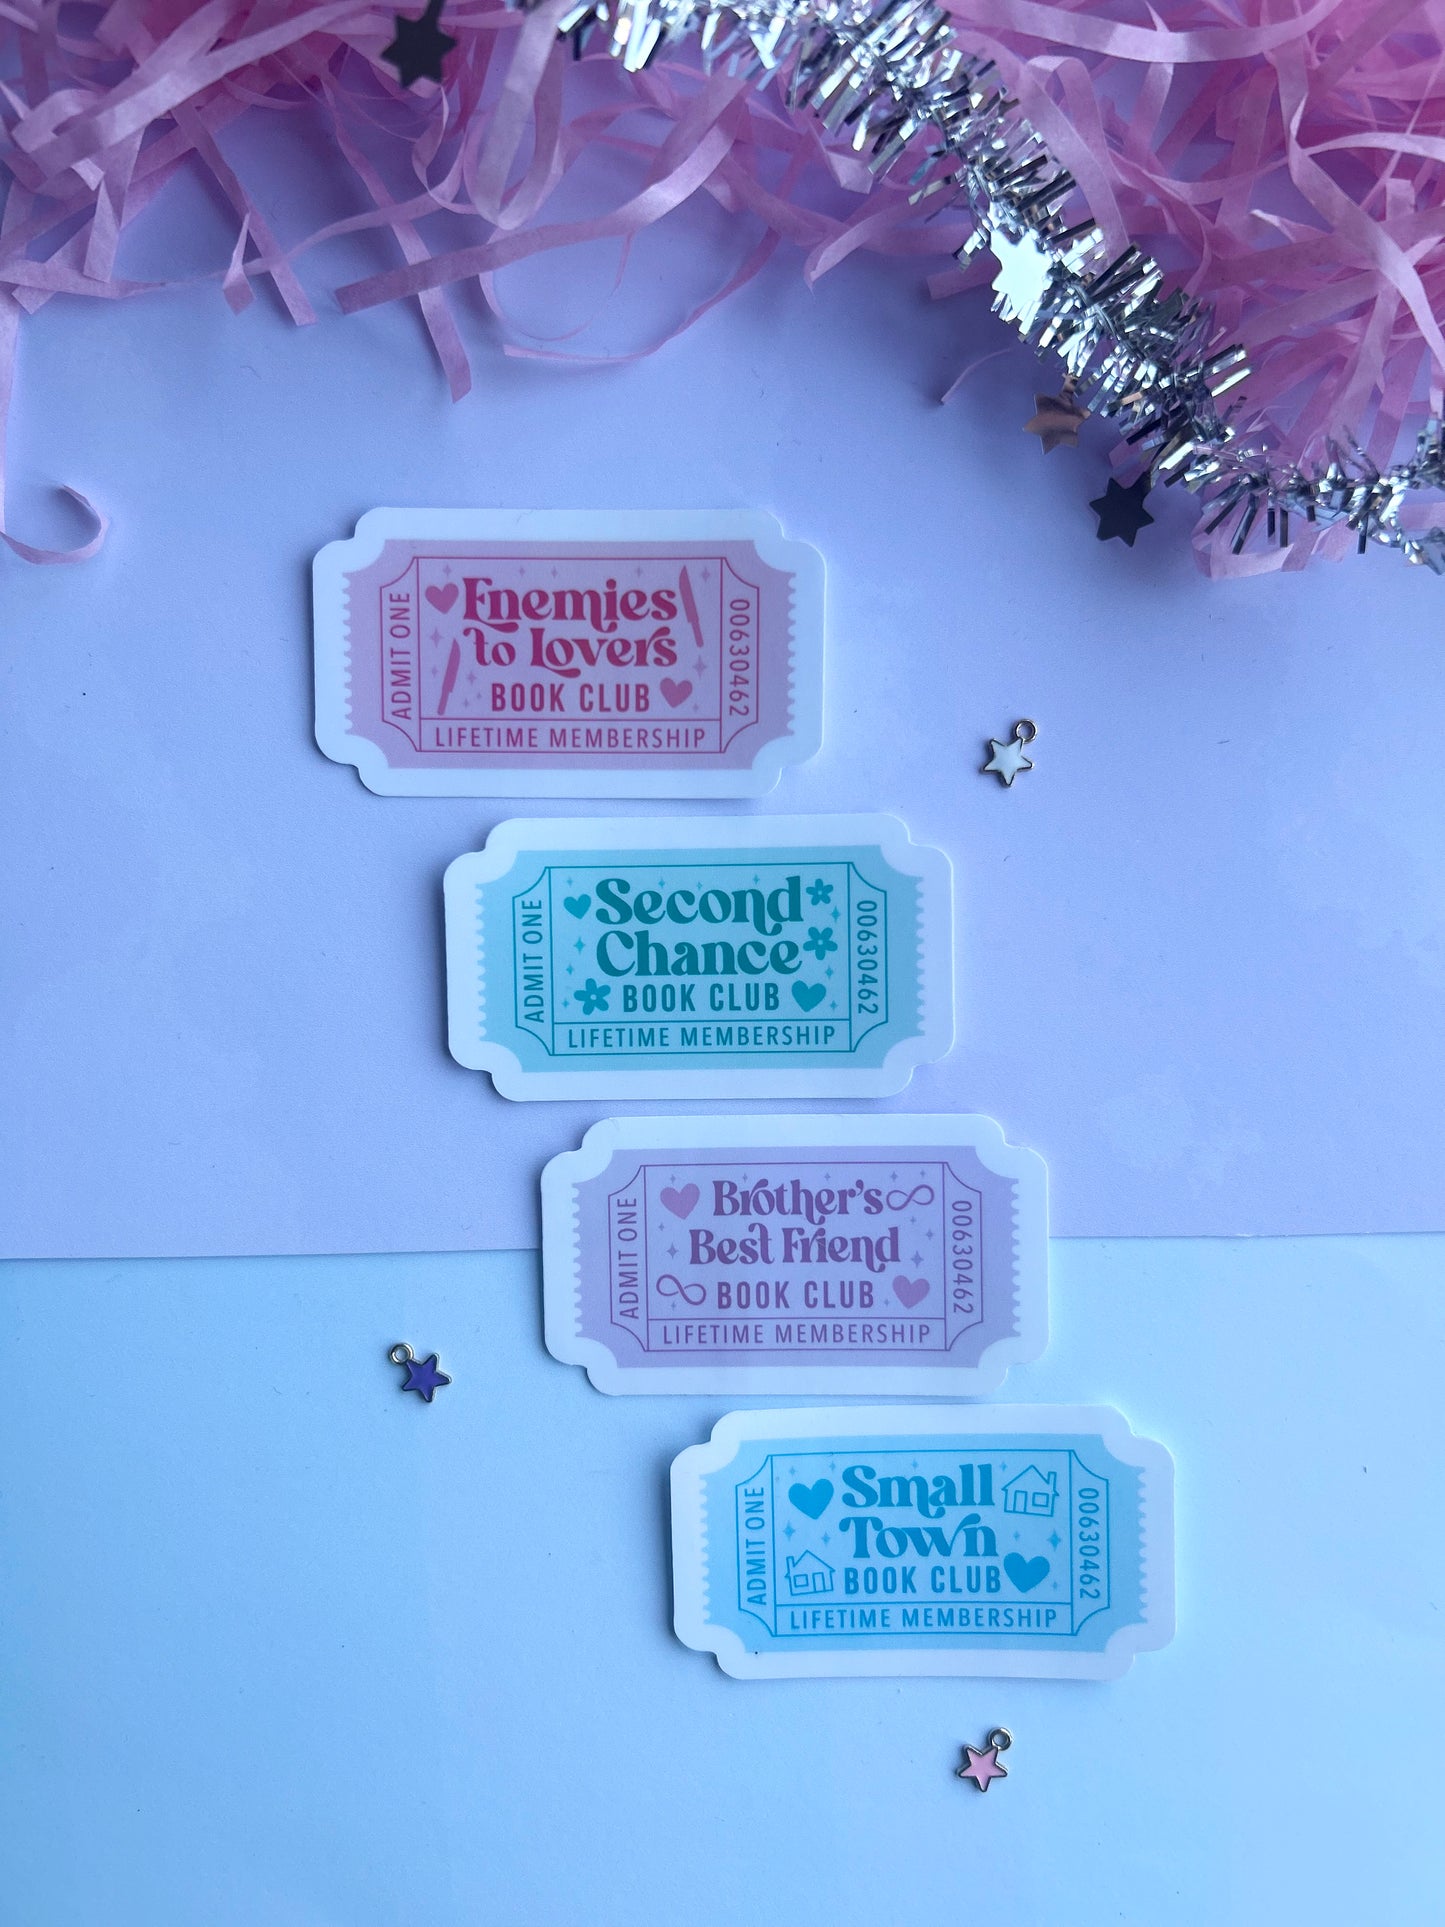 ADMIT ONE
Enemies
to Lovers
BOOK CLUB
LIFETIME MEMBERSHIP
00630462
ADMIT ONE
Second
Chance
BOOK CLUB
LIFETIME MEMBERSHIP
00630462
ADMIT ONE
Brother's
Best Friend
BOOK CLUB
LIFETIME MEMBERSHIP
00630462
ADMIT ONE
Small
Town
BOOK CLUB
LIFETIME MEMBERSHIP
00630462